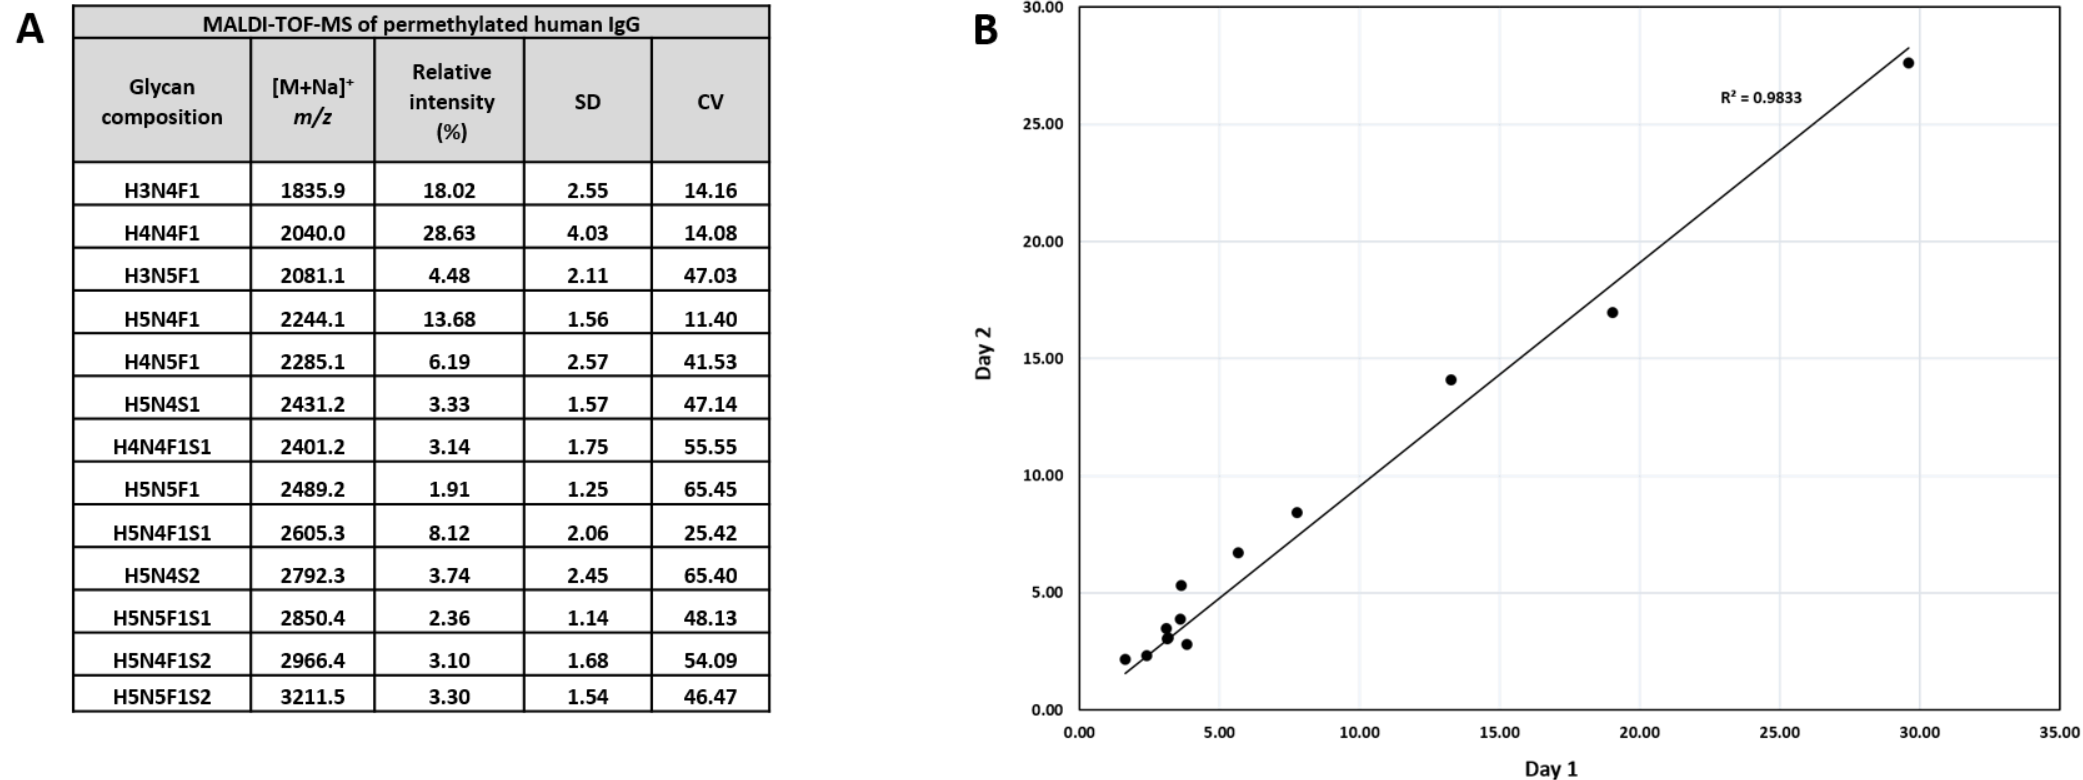 A
MALDI-TOF-MS of permethylated human IgG
Glycan composition [M+Na]⁺ m/z Relative intensity (%) SD CV
H3N4F1 1835.9 18.02 2.55 14.16
H4N4F1 2040.0 28.63 4.03 14.08
H3N5F1 2081.1 4.48 2.11 47.03
H5N4F1 2244.1 13.68 1.56 11.40
H4N5F1 2285.1 6.19 2.57 41.53
H5N4S1 2431.2 3.33 1.57 47.14
H4N4F1S1 2401.2 3.14 1.75 55.55
H5N5F1 2489.2 1.91 1.25 65.45
H5N4F1S1 2605.3 8.12 2.06 25.42
H5N4S2 2792.3 3.74 2.45 65.40
H5N5F1S1 2850.4 2.36 1.14 48.13
H5N4F1S2 2966.4 3.10 1.68 54.09
H5N5F1S2 3211.5 3.30 1.54 46.47
B
30.00
25.00
20.00
15.00
10.00
5.00
0.00
Day 2
R² = 0.9833
0.00 5.00 10.00 15.00 20.00 25.00 30.00 35.00
Day 1